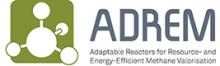 ADREM
Adaptable Reactors for Resource- and
Energy-Efficient Methane Valorisation